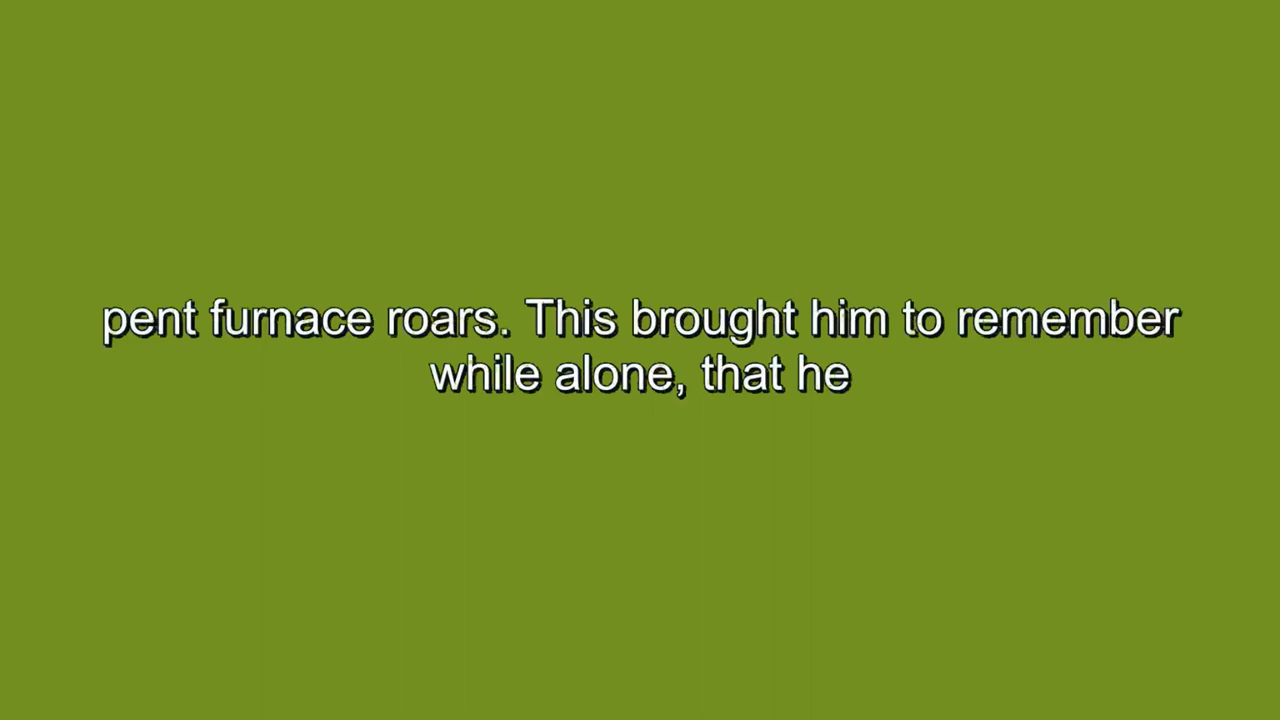 pent furnace roars. This brought him to remember
while alone, that he